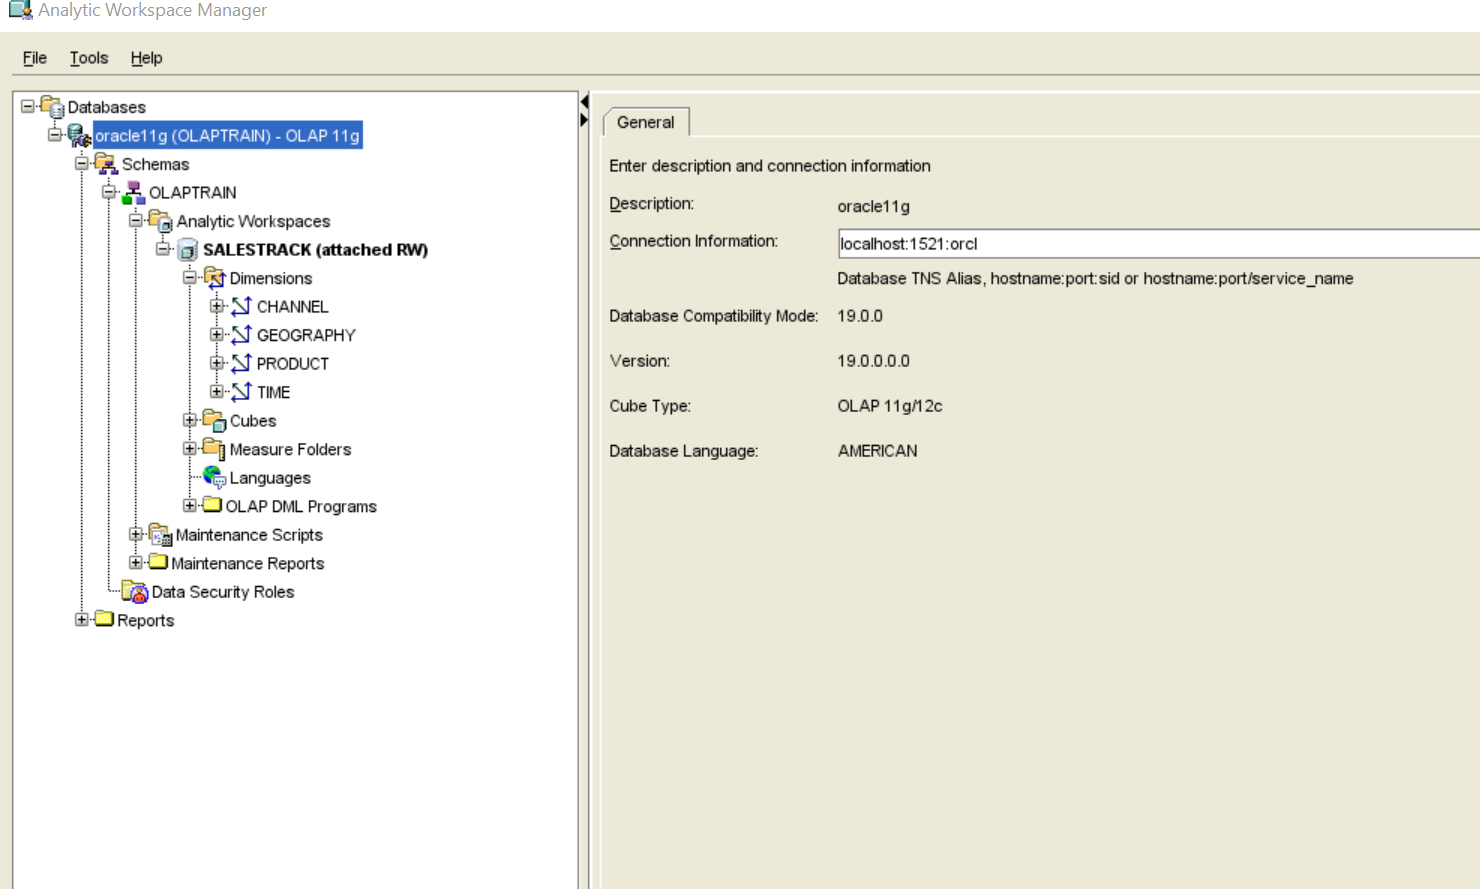 Analytic Workspace Manager
File Tools Help
Databases
oracle11g (OLAPTRAIN) - OLAP 11g
Schemas
OLAPTRAIN
Analytic Workspaces
SALESTRACK (attached RW)
Dimensions
CHANNEL
GEOGRAPHY
PRODUCT
TIME
Cubes
Measure Folders
Languages
OLAP DML Programs
Maintenance Scripts
Maintenance Reports
Data Security Roles
Reports
General
Enter description and connection information
Description: oracle11g
Connection Information: localhost:1521:orcl
Database TNS Alias, hostname:port:sid or hostname:port/service_name
Database Compatibility Mode: 19.0.0
Version: 19.0.0.0.0
Cube Type: OLAP 11g/12c
Database Language: AMERICAN